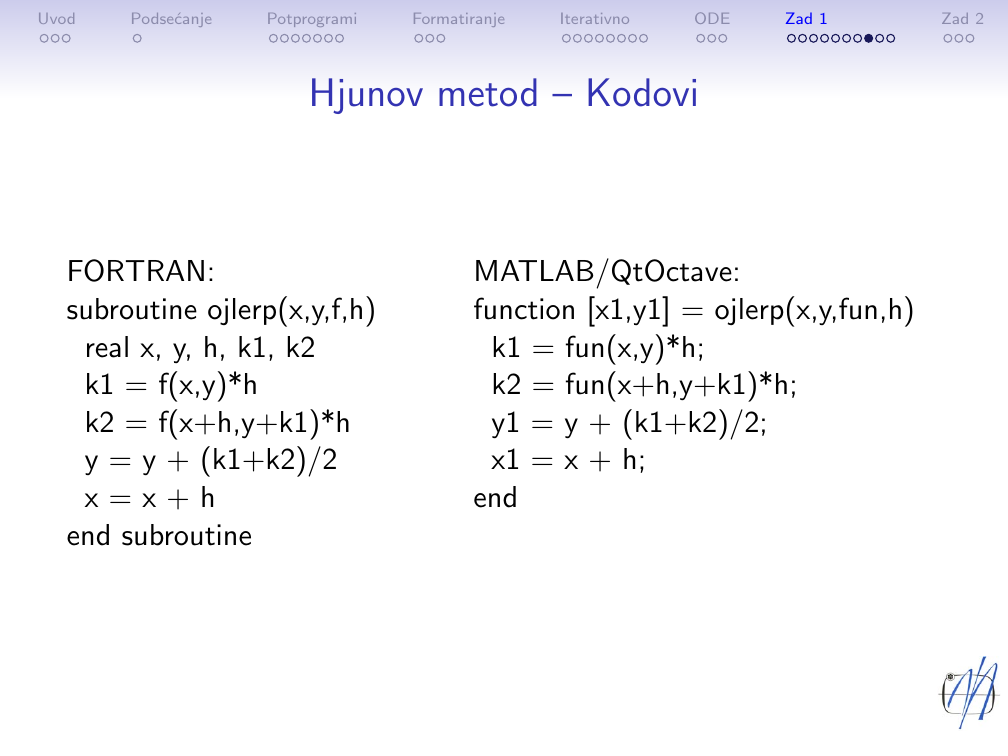 Uvod Podsećanje Potprogrami Formatiranje Iterativno ODE Zad 1 Zad 2
Hjunov metod – Kodovi
FORTRAN:
subroutine ojlerp(x,y,f,h)
real x, y, h, k1, k2
k1 = f(x,y)*h
k2 = f(x+h,y+k1)*h
y = y + (k1+k2)/2
x = x + h
end subroutine
MATLAB/QtOctave:
function [x1,y1] = ojlerp(x,y,fun,h)
k1 = fun(x,y)*h;
k2 = fun(x+h,y+k1)*h;
y1 = y + (k1+k2)/2;
x1 = x + h;
end